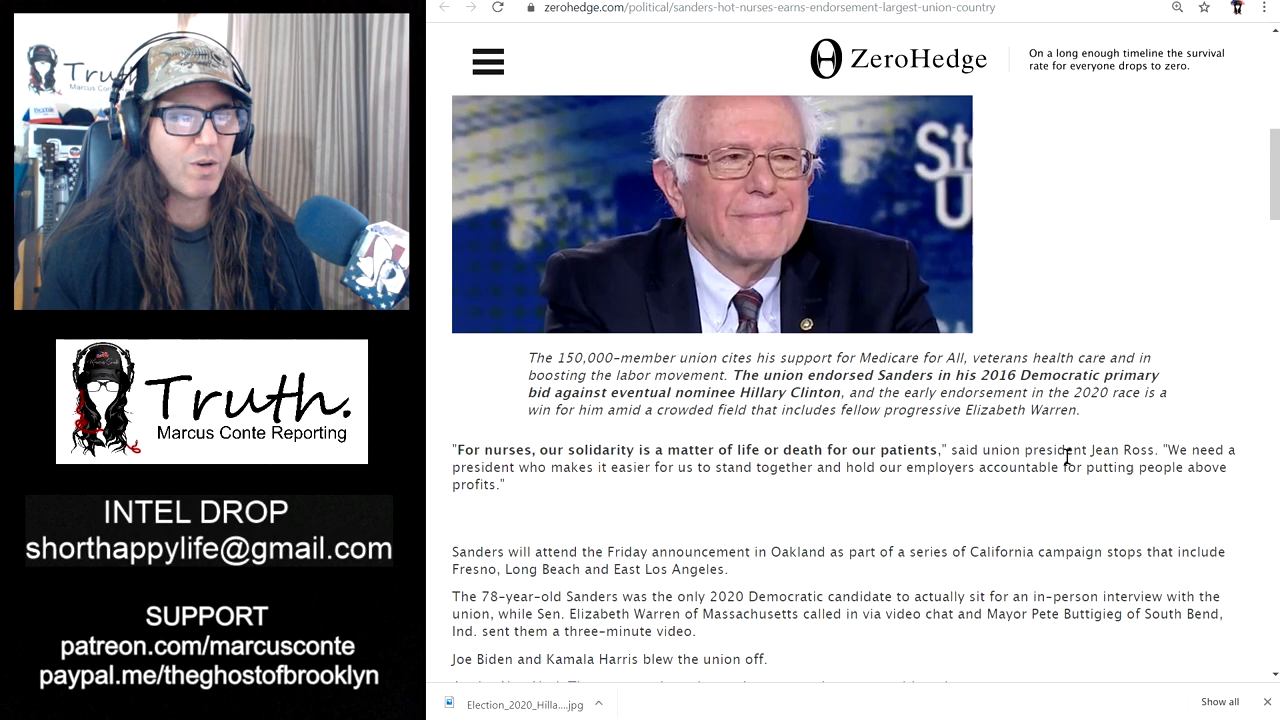 Truth.
Marcus Conte
Truth.
Marcus Conte Reporting
INTEL DROP
shorthappylife@gmail.com
SUPPORT
patreon.com/marcusconte
paypal.me/theghostofbrooklyn
zerohedge.com/political/sanders-hot-nurses-earns-endorsement-largest-union-country
ZeroHedge
On a long enough timeline the survival
rate for everyone drops to zero.
The 150,000-member union cites his support for Medicare for All, veterans health care and in
boosting the labor movement. The union endorsed Sanders in his 2016 Democratic primary
bid against eventual nominee Hillary Clinton, and the early endorsement in the 2020 race is a
win for him amid a crowded field that includes fellow progressive Elizabeth Warren.
"For nurses, our solidarity is a matter of life or death for our patients," said union president Jean Ross. "We need a
president who makes it easier for us to stand together and hold our employers accountable for putting people above
profits."
Sanders will attend the Friday announcement in Oakland as part of a series of California campaign stops that include
Fresno, Long Beach and East Los Angeles.
The 78-year-old Sanders was the only 2020 Democratic candidate to actually sit for an in-person interview with the
union, while Sen. Elizabeth Warren of Massachusetts called in via video chat and Mayor Pete Buttigieg of South Bend,
Ind. sent them a three-minute video.
Joe Biden and Kamala Harris blew the union off.
Election_2020_Hilla....jpg
Show all